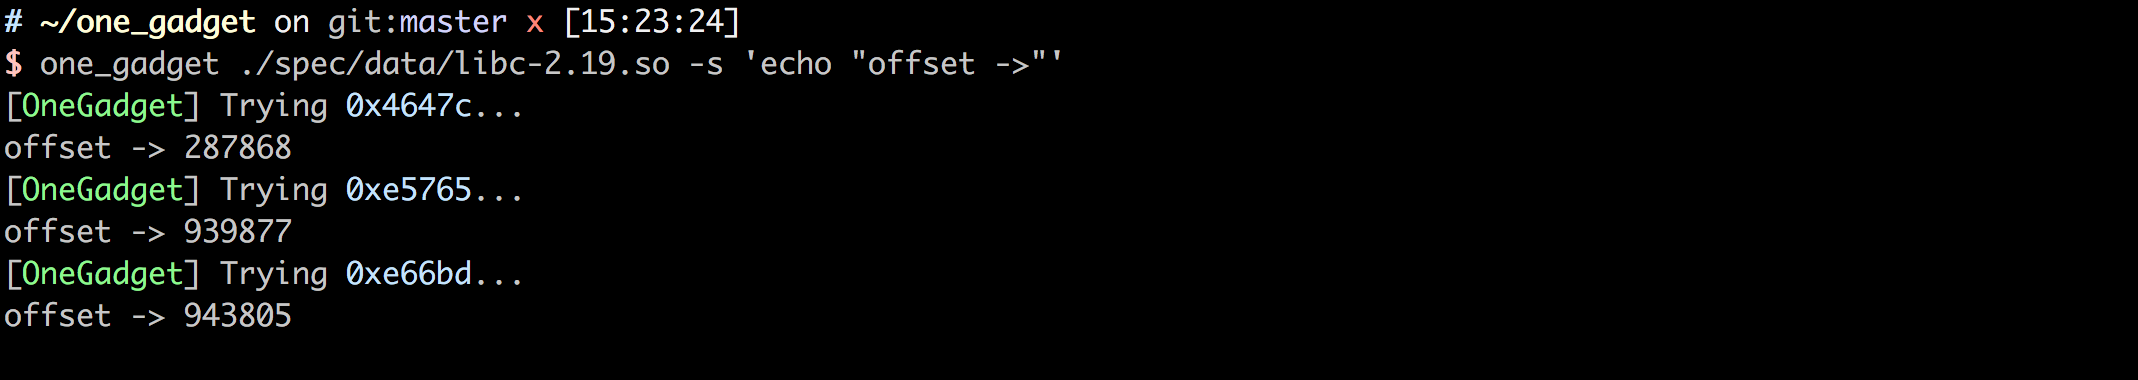 # ~/one_gadget on git:master x [15:23:24]
$ one_gadget ./spec/data/libc-2.19.so -s 'echo "offset ->"'
[OneGadget] Trying 0x4647c...
offset -> 287868
[OneGadget] Trying 0xe5765...
offset -> 939877
[OneGadget] Trying 0xe66bd...
offset -> 943805